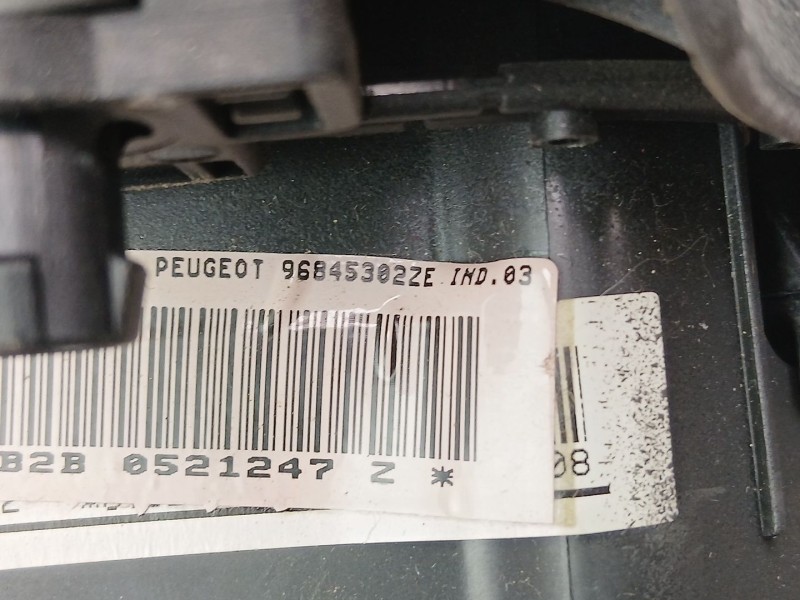 PEUGEOT 96845302ZE IND.03
B2B 0521247 Z *
08